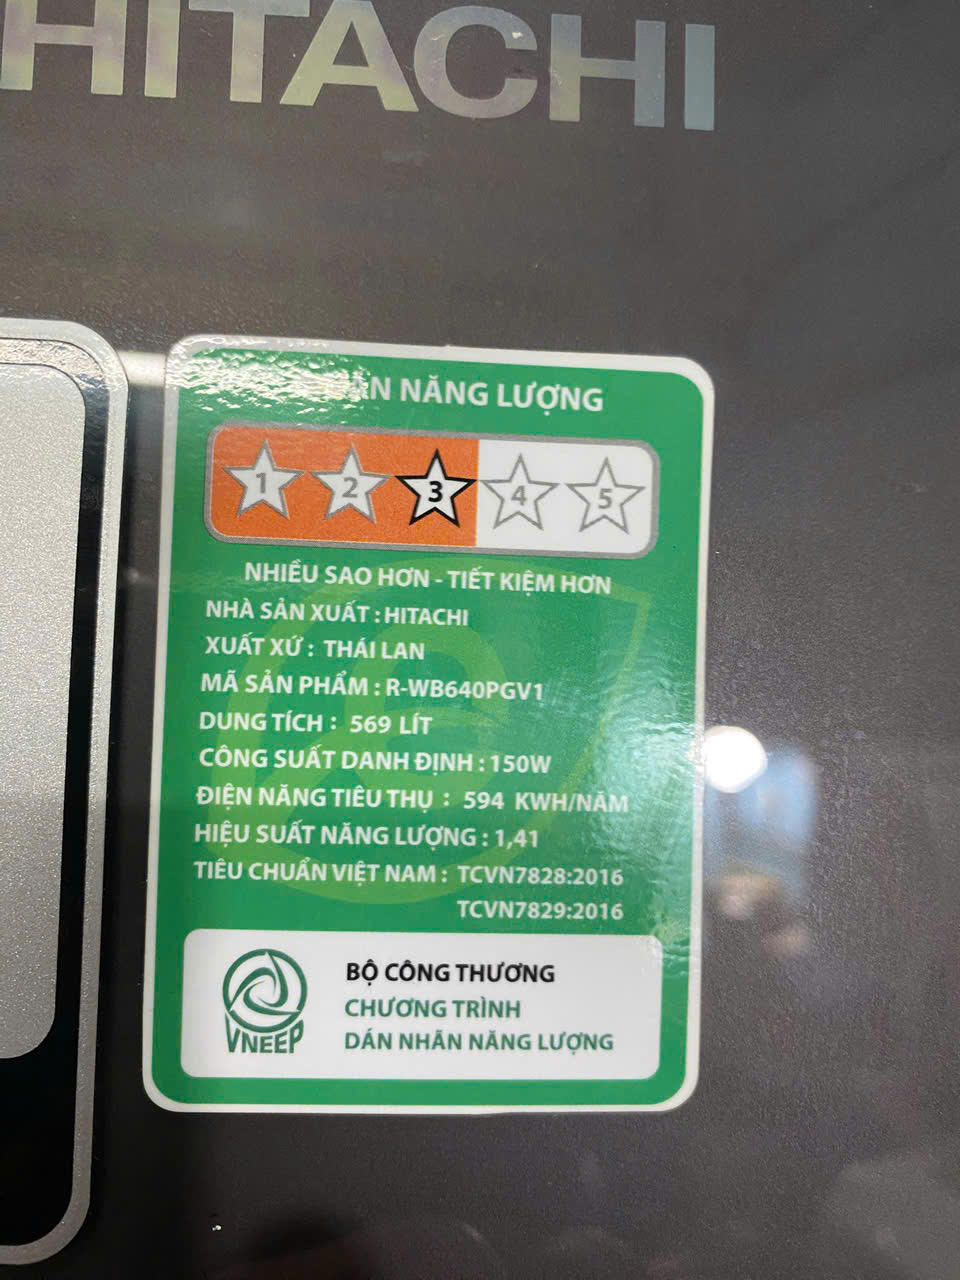 HITACHI
NĂNG LƯỢNG
1 2 3 4 5
NHIỀU SAO HƠN - TIẾT KIỆM HƠN
NHÀ SẢN XUẤT : HITACHI
XUẤT XỨ : THÁI LAN
MÃ SẢN PHẨM : R-WB640PGV1
DUNG TÍCH : 569 LÍT
CÔNG SUẤT DANH ĐỊNH : 150W
ĐIỆN NĂNG TIÊU THỤ : 594 KWH/NĂM
HIỆU SUẤT NĂNG LƯỢNG : 1,41
TIÊU CHUẨN VIỆT NAM : TCVN7828:2016
TCVN7829:2016
VNEEP
BỘ CÔNG THƯƠNG
CHƯƠNG TRÌNH
DÁN NHÃN NĂNG LƯỢNG